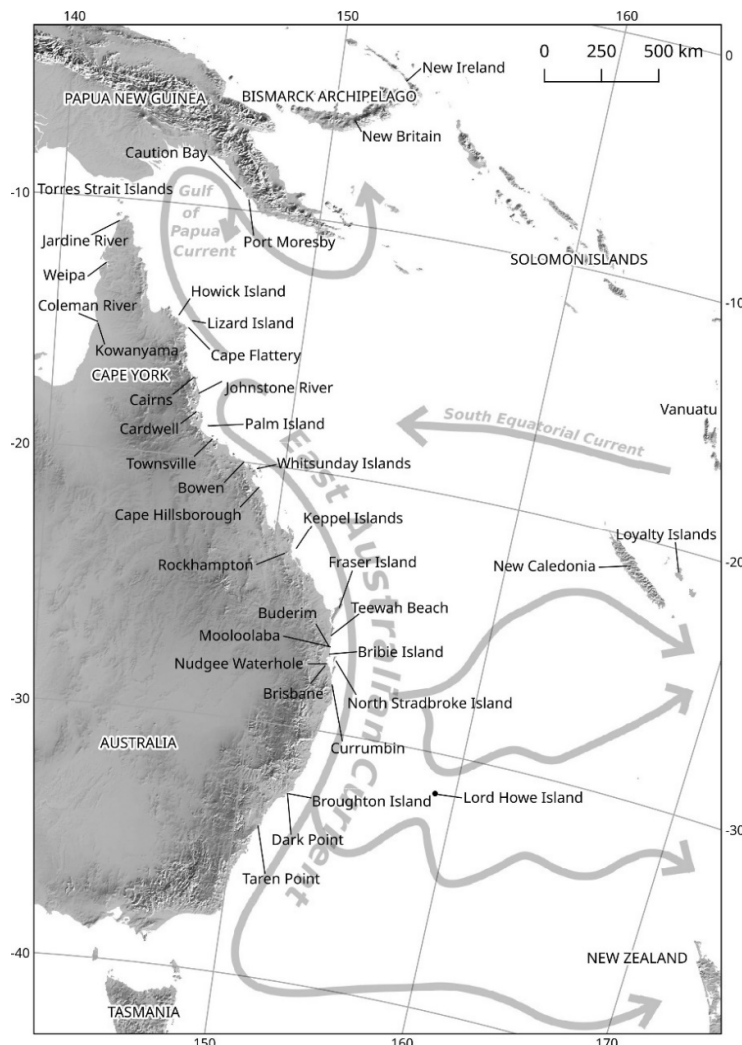 140
150
160
0 250 500 km
0
New Ireland
BISMARCK ARCHIPELAGO
PAPUA NEW GUINEA
New Britain
Caution Bay
-10
Torres Strait Islands
Gulf
of
Papua
Current
Jardine River
Port Moresby
SOLOMON ISLANDS
Weipa
Howick Island
-10
Coleman River
Lizard Island
Kowanyama
Cape Flattery
CAPE YORK
Johnstone River
Cairns
Vanuatu
South Equatorial Current
Cardwell
Palm Island
-20
Townsville
Whitsunday Islands
Bowen
East Australian Current
Cape Hillsborough
Keppel Islands
Loyalty Islands
-20
Rockhampton
Fraser Island
New Caledonia
Buderim
Teewah Beach
Mooloolaba
Bribie Island
Nudgee Waterhole
Brisbane
North Stradbroke Island
-30
AUSTRALIA
Currumbin
Broughton Island
Lord Howe Island
-30
Dark Point
Taren Point
-40
NEW ZEALAND
TASMANIA
150
160
170